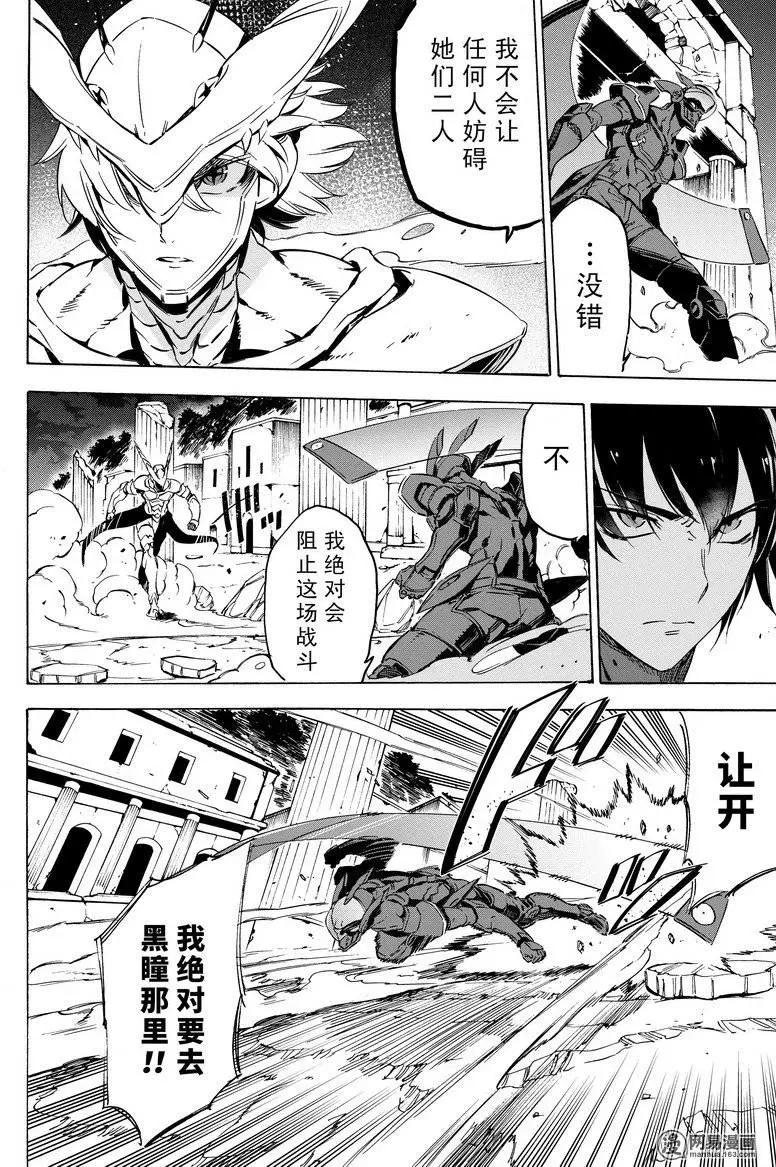 我不会让
任何人妨碍
她们二人
…没错
不
我绝对会
阻止这场战斗
让开
我绝对要去
黑瞳那里!!
网易漫画
manhua.163.com